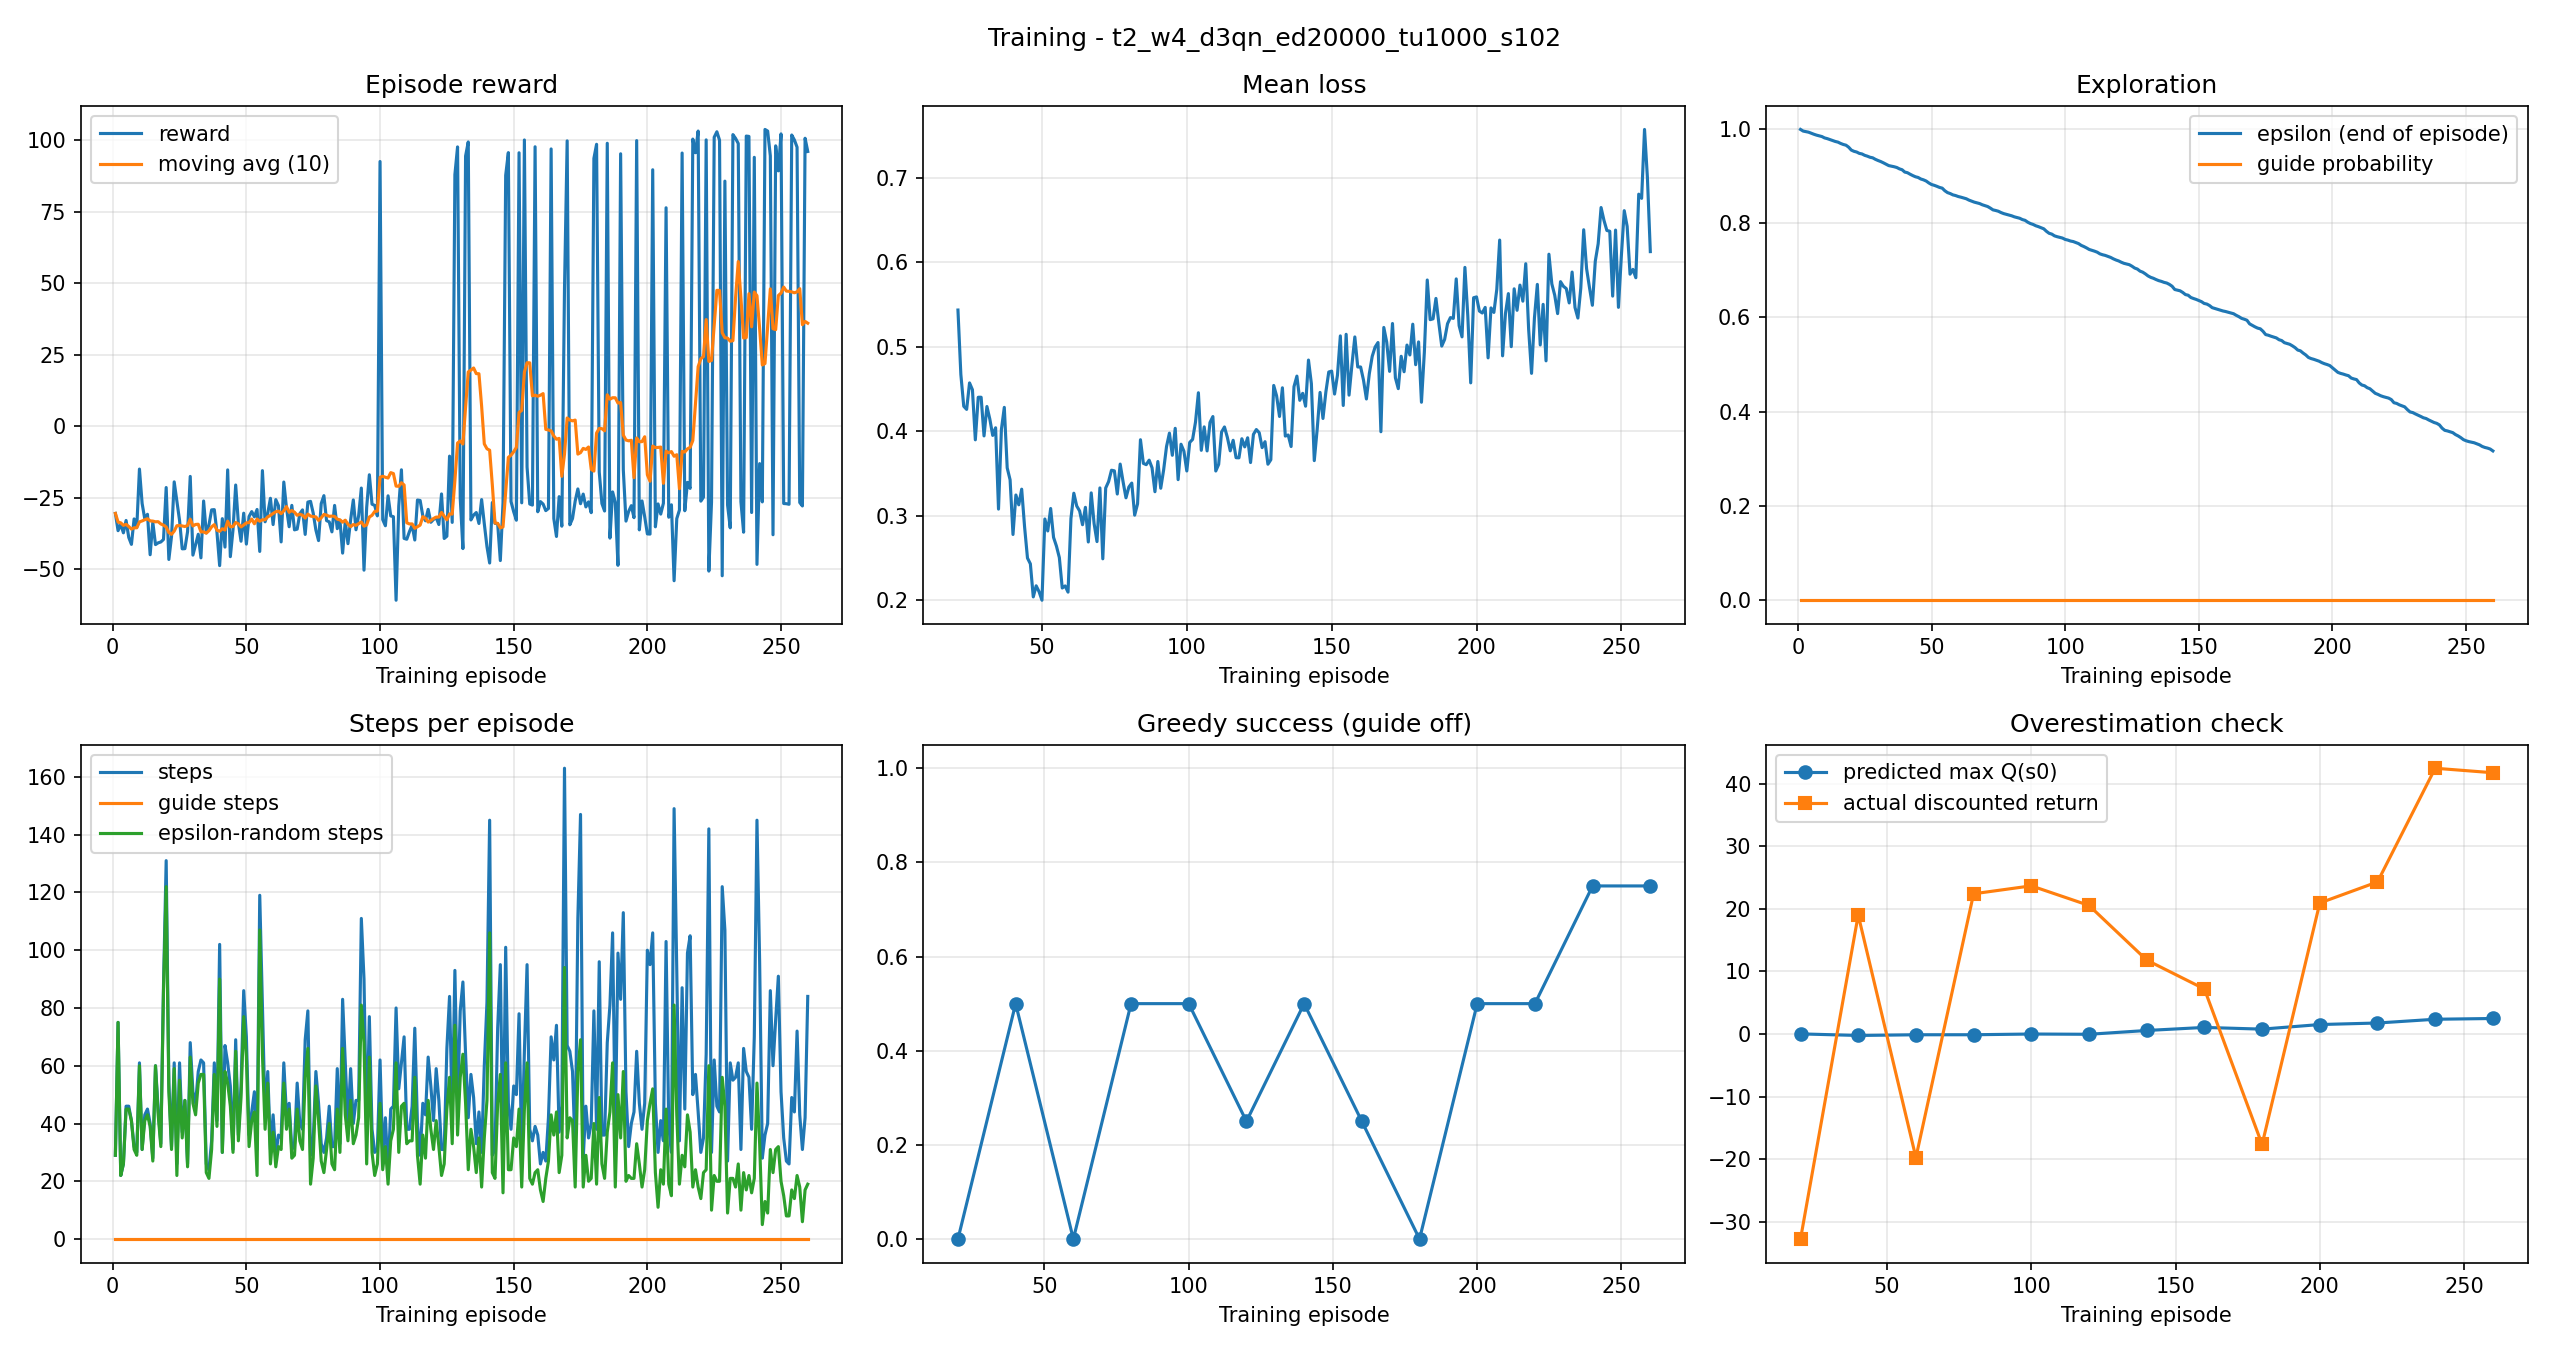 Training - t2_w4_d3qn_ed20000_tu1000_s102
Episode reward
reward
moving avg (10)
100
75
50
25
0
−25
−50
0 50 100 150 200 250
Training episode
Mean loss
0.7
0.6
0.5
0.4
0.3
0.2
50 100 150 200 250
Training episode
Exploration
epsilon (end of episode)
guide probability
1.0
0.8
0.6
0.4
0.2
0.0
0 50 100 150 200 250
Training episode
Steps per episode
steps
guide steps
epsilon-random steps
160
140
120
100
80
60
40
20
0
0 50 100 150 200 250
Training episode
Greedy success (guide off)
1.0
0.8
0.6
0.4
0.2
0.0
50 100 150 200 250
Training episode
Overestimation check
predicted max Q(s0)
actual discounted return
40
30
20
10
0
−10
−20
−30
50 100 150 200 250
Training episode